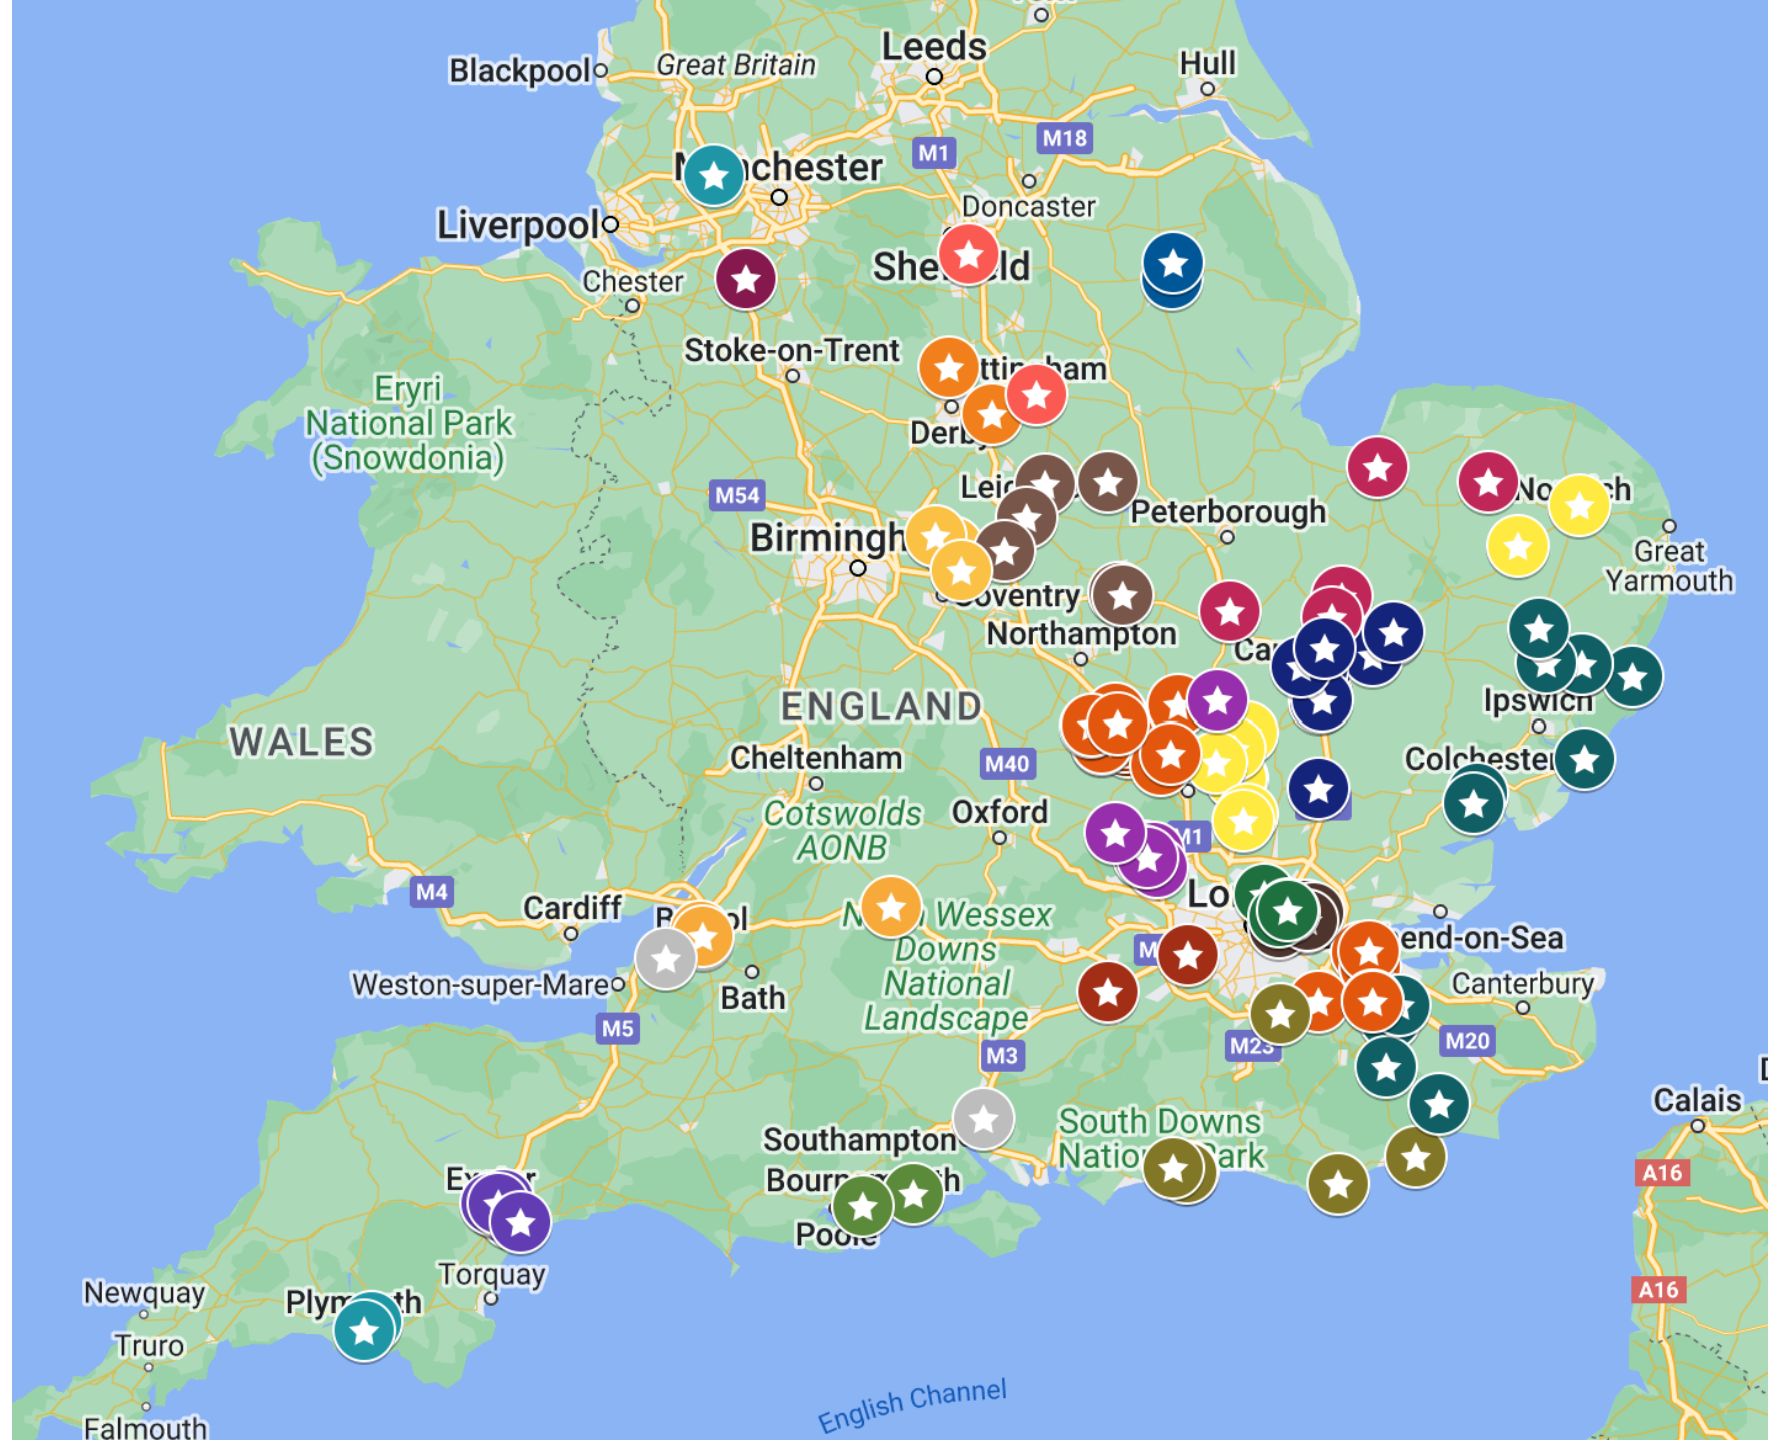 Leeds
Hull
Blackpool
Great Britain
M1
M18
Doncaster
Liverpool
Chester
Stoke-on-Trent
Eryri
National Park
(Snowdonia)
M54
Peterborough
Great
Yarmouth
Northampton
Ipswich
ENGLAND
WALES
Cheltenham
M40
Colchester
Cotswolds
AONB
Oxford
M1
M4
Cardiff
Wessex
Downs
National
Landscape
Weston-super-Mare
Bath
Canterbury
M5
M3
M23
M20
Calais
South Downs
Park
Southampton
A16
Poole
Torquay
Newquay
A16
Truro
English Channel
Falmouth